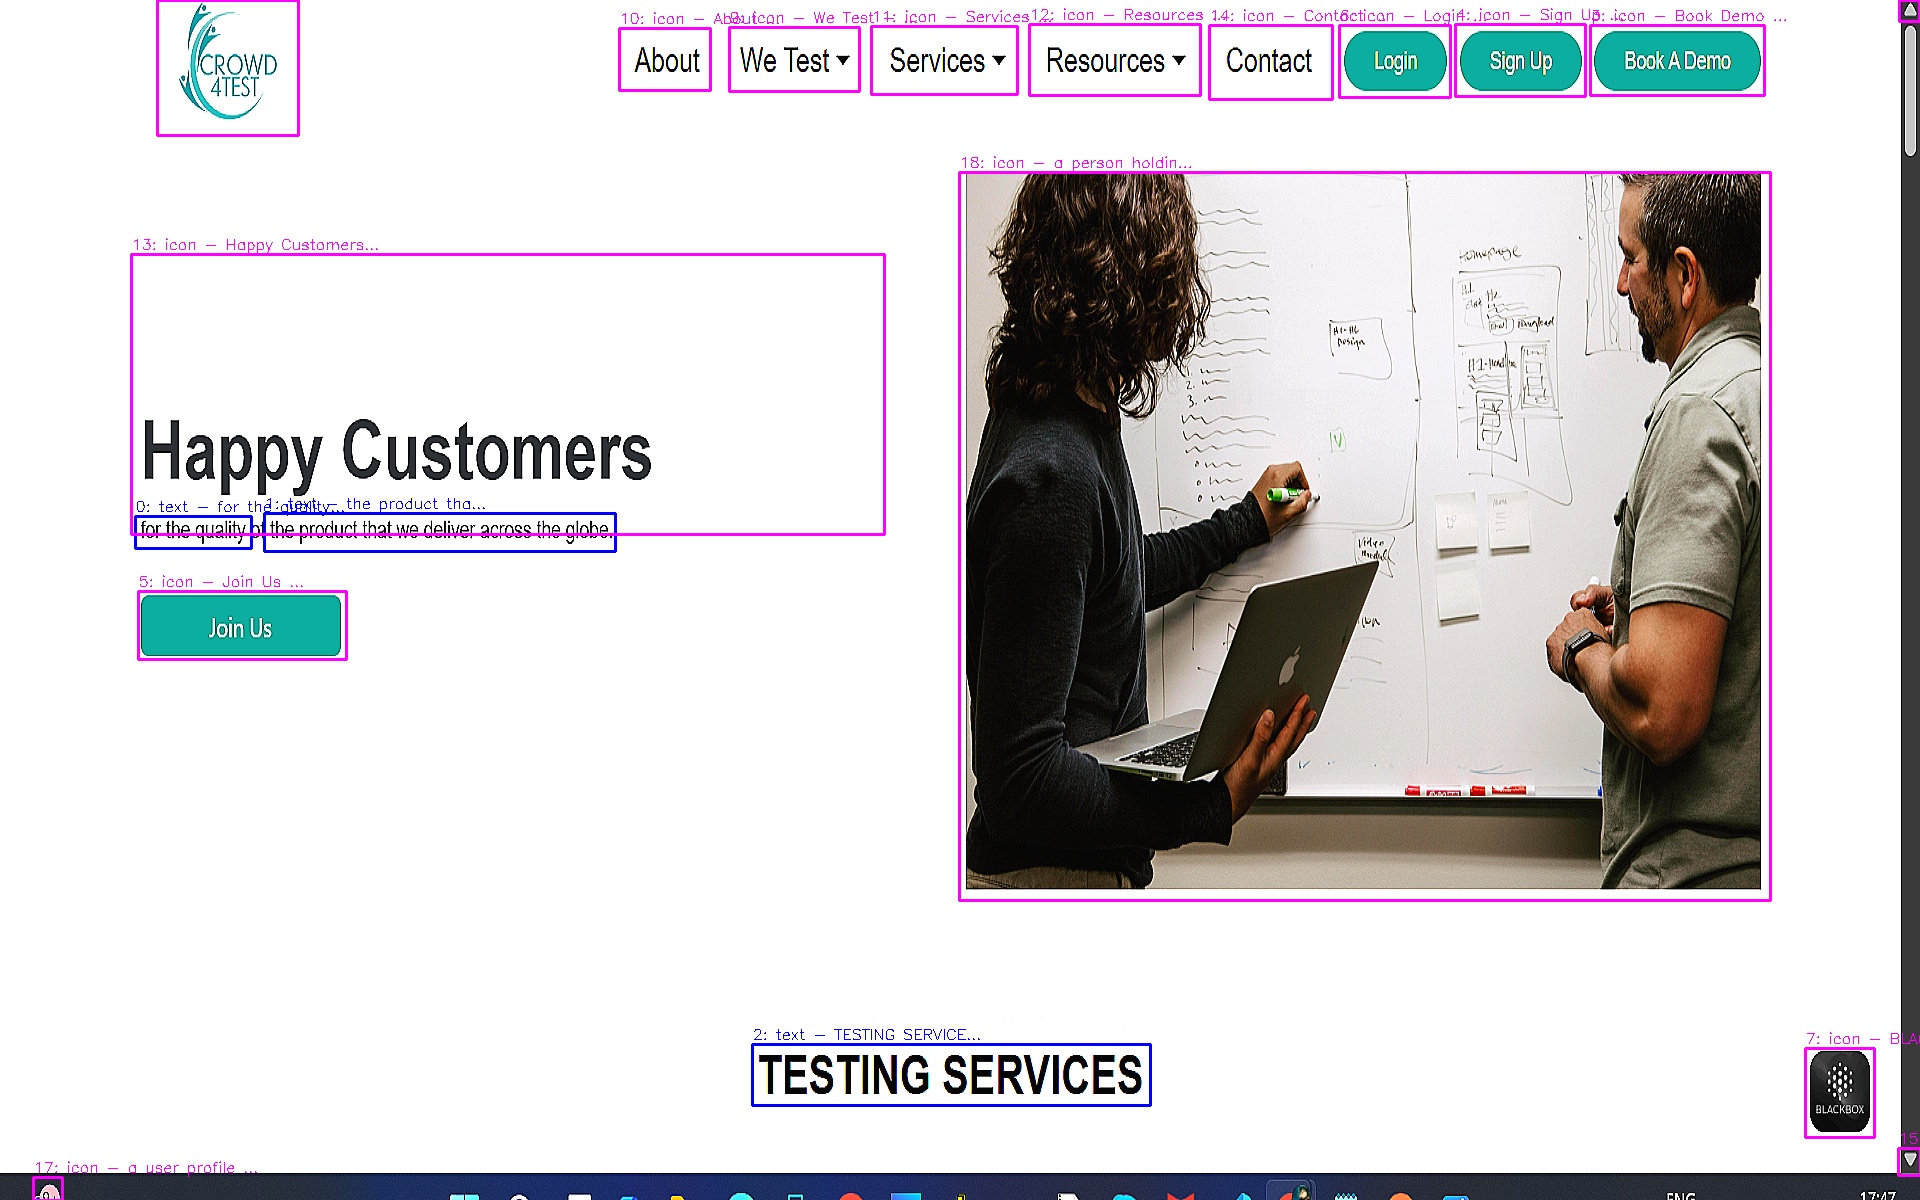 10: icon – About...
icon – We Test ...
11: icon – Services ...
12: icon – Resources ...
14: icon – Contact
icon – Login ...
4: icon – Sign Up ...
icon – Book Demo ...
CROWD
4TEST
About
We Test
Services
Resources
Contact
Login
Sign Up
Book A Demo
18: icon – a person holdin...
13: icon – Happy Customers...
Homepage
Happy Customers
0: text – for the quality...
1: text – the product tha...
for the quality of the product that we deliver across the globe.
5: icon – Join Us ...
Join Us
2: text – TESTING SERVICE...
TESTING SERVICES
7: icon – BLA
BLACKBOX
15
17: icon – a user profile ...
ENG
17:47